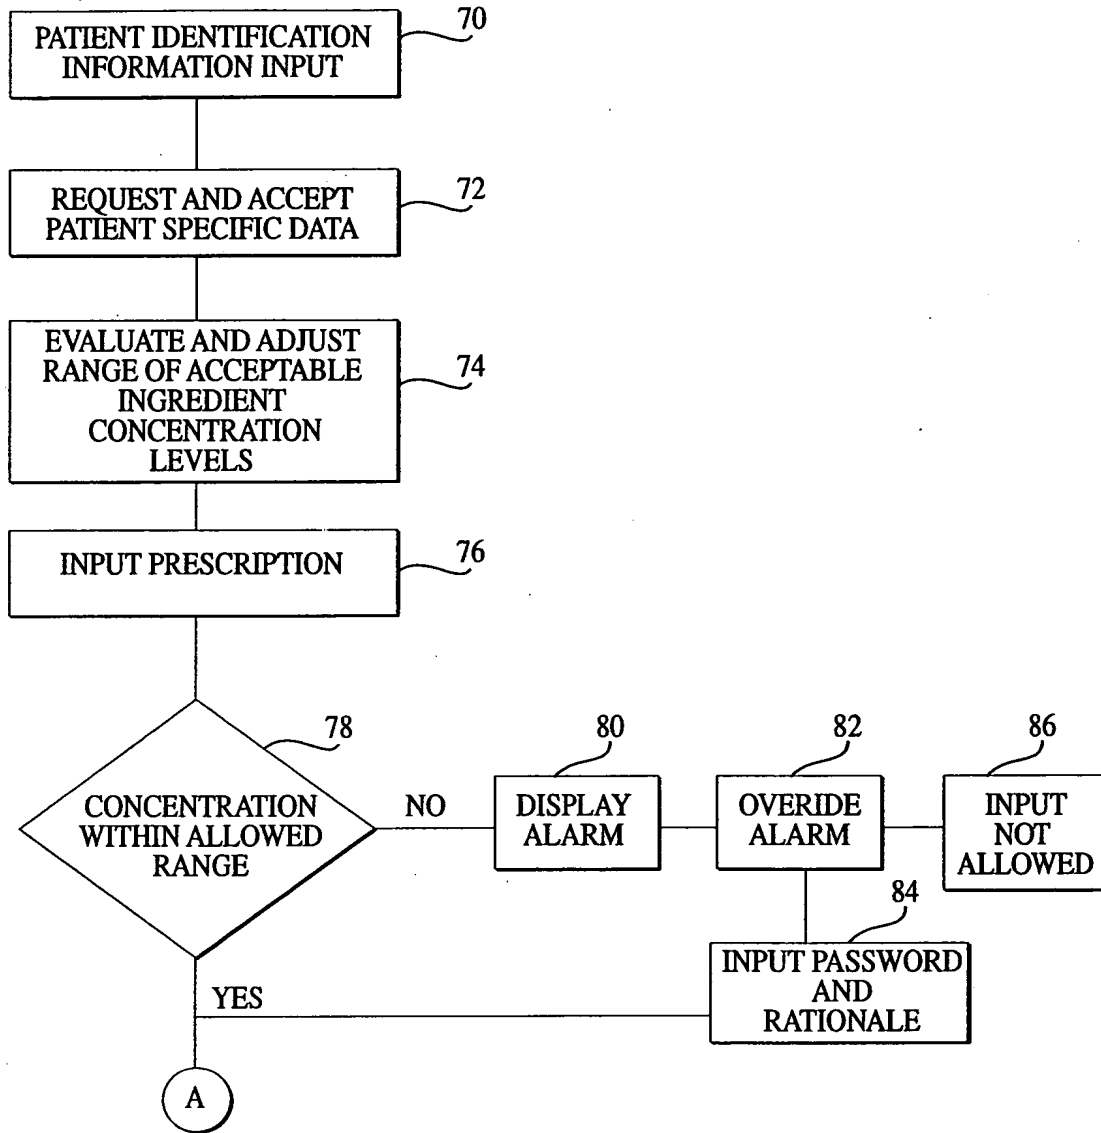 70
PATIENT IDENTIFICATION
INFORMATION INPUT
72
REQUEST AND ACCEPT
PATIENT SPECIFIC DATA
74
EVALUATE AND ADJUST
RANGE OF ACCEPTABLE
INGREDIENT
CONCENTRATION
LEVELS
76
INPUT PRESCRIPTION
78
CONCENTRATION
WITHIN ALLOWED
RANGE
NO
80
DISPLAY
ALARM
82
OVERIDE
ALARM
86
INPUT
NOT
ALLOWED
84
INPUT PASSWORD
AND
RATIONALE
YES
A